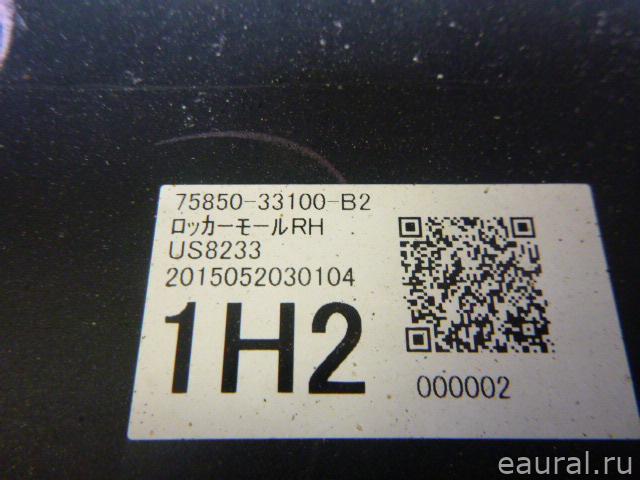 75850-33100-B2
ﾛｯｶｰﾓｰﾙRH
US8233
2015052030104
1H2
000002
eaural.ru